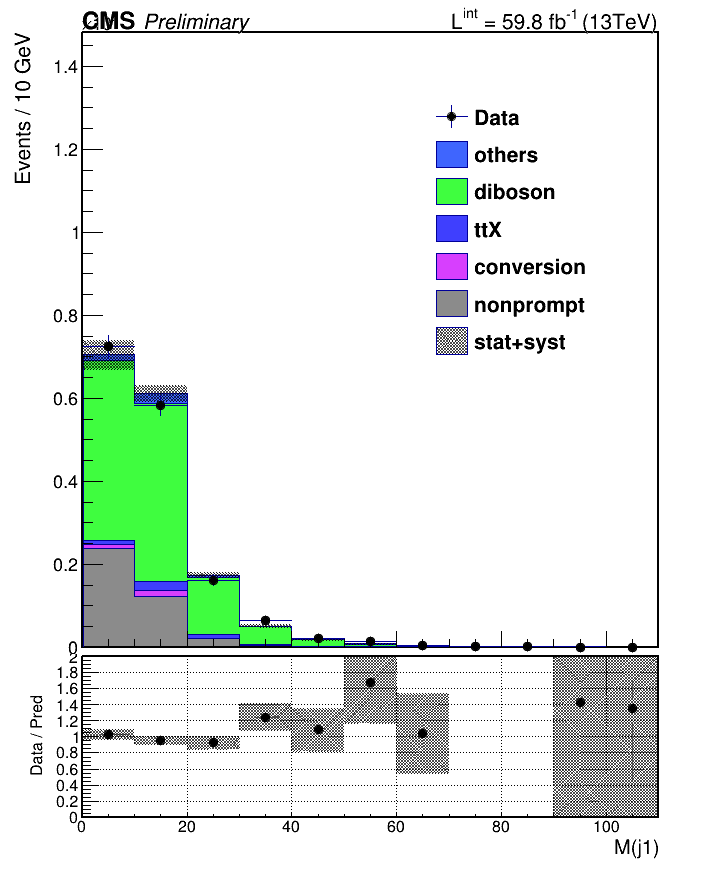 CMS Preliminary
L^int = 59.8 fb^-1 (13TeV)
Events / 10 GeV
1.4
1.2
1
0.8
0.6
0.4
0.2
0
Data
others
diboson
ttX
conversion
nonprompt
stat+syst
Data / Pred
2
1.8
1.6
1.4
1.2
1
0.8
0.6
0.4
0.2
0
0 20 40 60 80 100
M(j1)